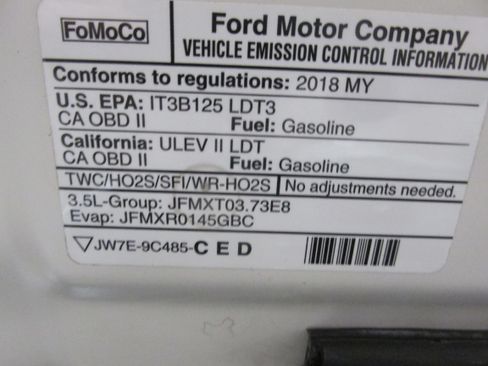 FoMoCo
Ford Motor Company
VEHICLE EMISSION CONTROL INFORMATION
Conforms to regulations: 2018 MY
U.S. EPA: IT3B125 LDT3
CA OBD II Fuel: Gasoline
California: ULEV II LDT
CA OBD II Fuel: Gasoline
TWC/HO2S/SFI/WR-HO2S No adjustments needed.
3.5L-Group: JFMXT03.73E8
Evap: JFMXR0145GBC
JW7E-9C485-C E D